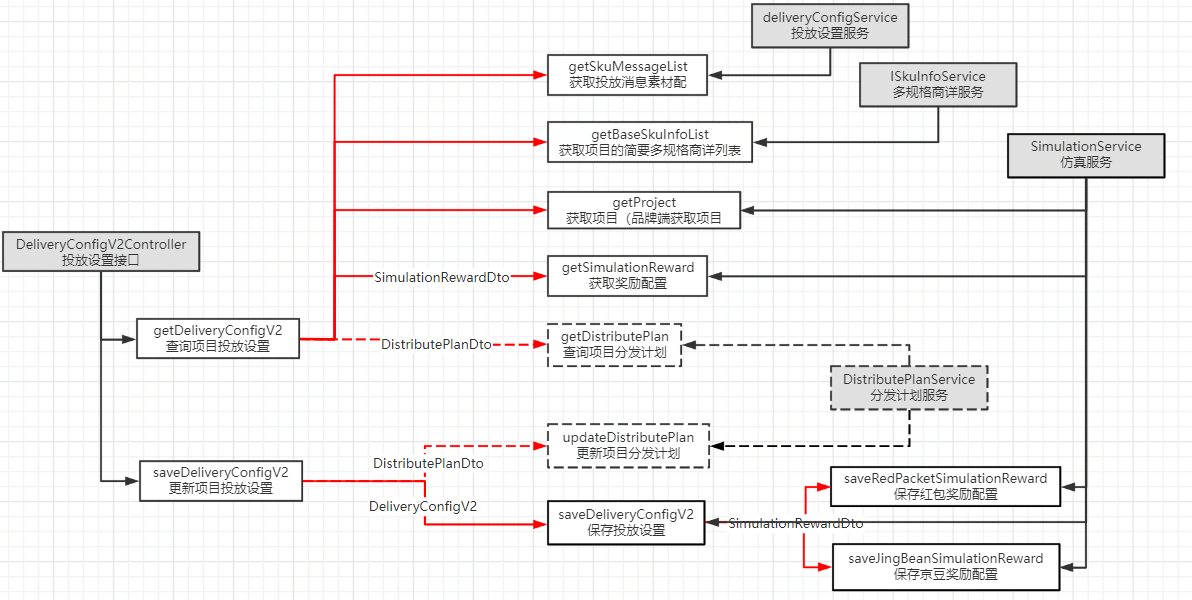 deliveryConfigService
投放设置服务
getSkuMessageList
获取投放消息素材配
ISkuInfoService
多规格商详服务
getBaseSkuInfoList
获取项目的简要多规格商详列表
SimulationService
仿真服务
getProject
获取项目（品牌端获取项目
DeliveryConfigV2Controller
投放设置接口
getSimulationReward
获取奖励配置
SimulationRewardDto
getDeliveryConfigV2
查询项目投放设置
DistributePlanDto
getDistributePlan
查询项目分发计划
DistributePlanService
分发计划服务
updateDistributePlan
更新项目分发计划
DistributePlanDto
saveDeliveryConfigV2
更新项目投放设置
DeliveryConfigV2
saveRedPacketSimulationReward
保存红包奖励配置
saveDeliveryConfigV2
保存投放设置
SimulationRewardDto
saveJingBeanSimulationReward
保存京豆奖励配置